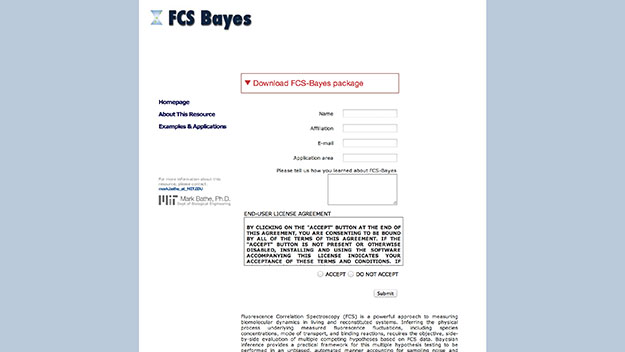 FCS Bayes
▼ Download FCS-Bayes package
Homepage
About This Resource
Examples & Applications
Name
Affiliation
E-mail
Application area
Please tell us how you learned about FCS-Bayes
For more information about this
resource, please contact:
Mark Bathe, Ph.D.
Dept of Biological Engineering
END-USER LICENSE AGREEMENT
BY CLICKING ON THE "ACCEPT" BUTTON AT THE END OF
THIS AGREEMENT, YOU ARE CONSENTING TO BE BOUND
BY ALL OF THE TERMS OF THIS AGREEMENT. IF THE
"ACCEPT" BUTTON IS NOT PRESENT OR OTHERWISE
DISABLED, INSTALLING AND USING THE SOFTWARE
ACCOMPANYING THIS LICENSE INDICATES YOUR
ACCEPTANCE OF THESE TERMS AND CONDITIONS. IF
ACCEPT DO NOT ACCEPT
Submit
Fluorescence Correlation Spectroscopy (FCS) is a powerful approach to measuring
biomolecular dynamics in living and reconstituted systems. Inferring the physical
process underlying measured fluorescence fluctuations, including species
concentrations, mode of transport, and binding reactions, requires the objective, side-
by-side evaluation of multiple competing hypotheses based on FCS data. Bayesian
inference provides a practical framework for this multiple hypothesis testing to be
performed in an unbiased, automated manner accounting for sampling noise and